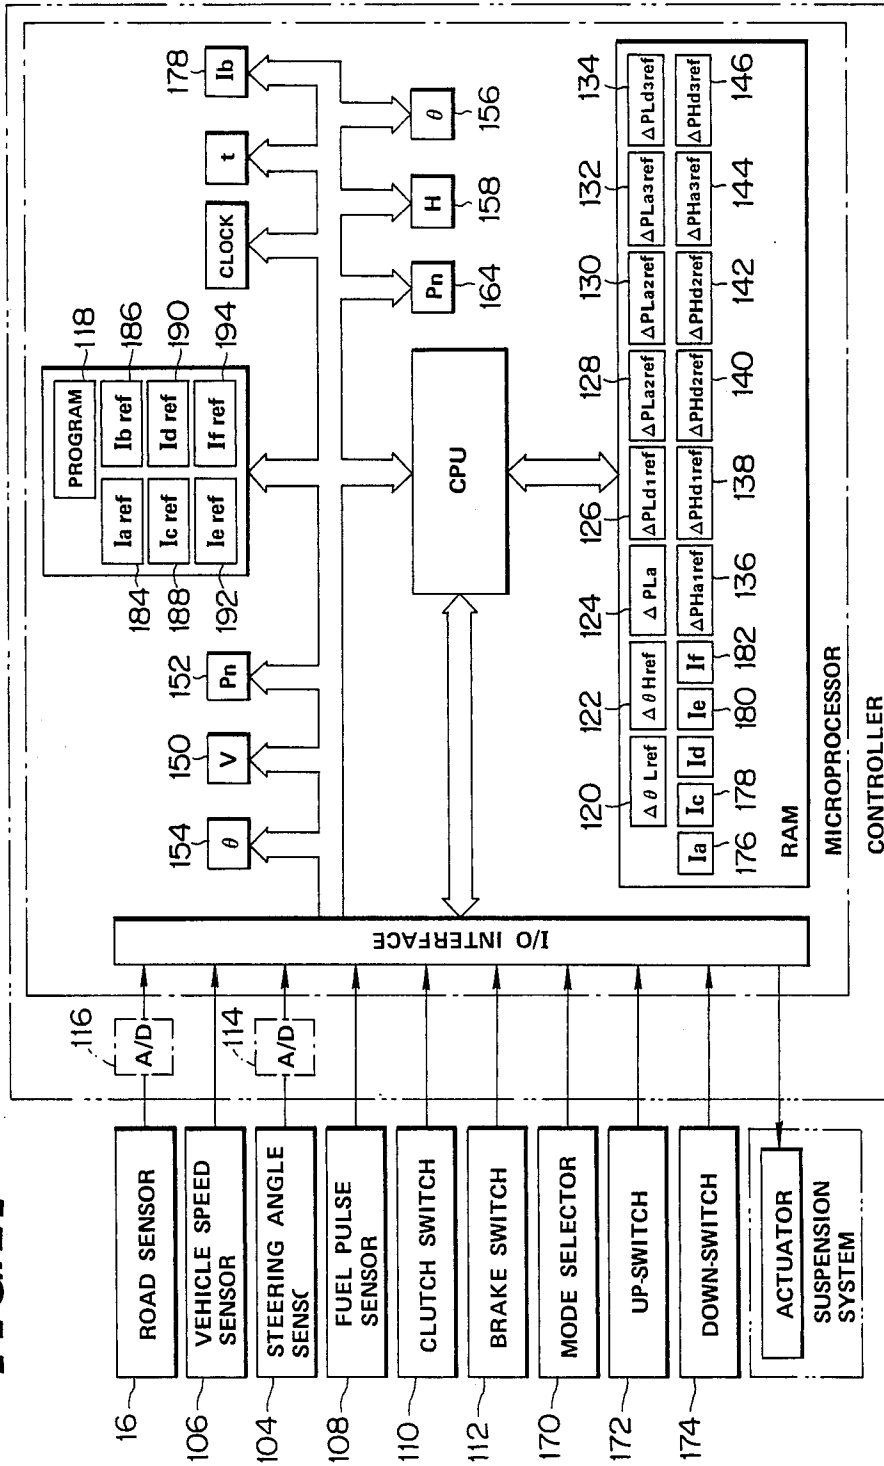 16
ROAD SENSOR
106
VEHICLE SPEED
SENSOR
104
STEERING ANGLE
108
FUEL PULSE
SENSOR
110
CLUTCH SWITCH
112
BRAKE SWITCH
170
MODE SELECTOR
172
UP-SWITCH
174
DOWN-SWITCH
ACTUATOR
SUSPENSION
SYSTEM
116
A/D
114
A/D
I/O INTERFACE
154
θ
150
V
152
Pn
PROGRAM
118
Ia ref
Ib ref
184
186
Ic ref
Id ref
188
190
Ie ref
If ref
192
194
CLOCK
t
178
Ib
CPU
Pn
164
H
158
θ
156
120
122
124
126
128
130
132
134
Δθ Lref
Δθ Href
Δ PLa
ΔPLd1ref
ΔPLa2ref
ΔPLa2ref
ΔPLa3ref
ΔPLd3ref
Ia
Ic
Id
Ie
If
ΔPHa1ref
ΔPHd1ref
ΔPHd2ref
ΔPHd2ref
ΔPHa3ref
ΔPHd3ref
176
178
180
182
136
138
140
142
144
146
RAM
MICROPROCESSOR
CONTROLLER